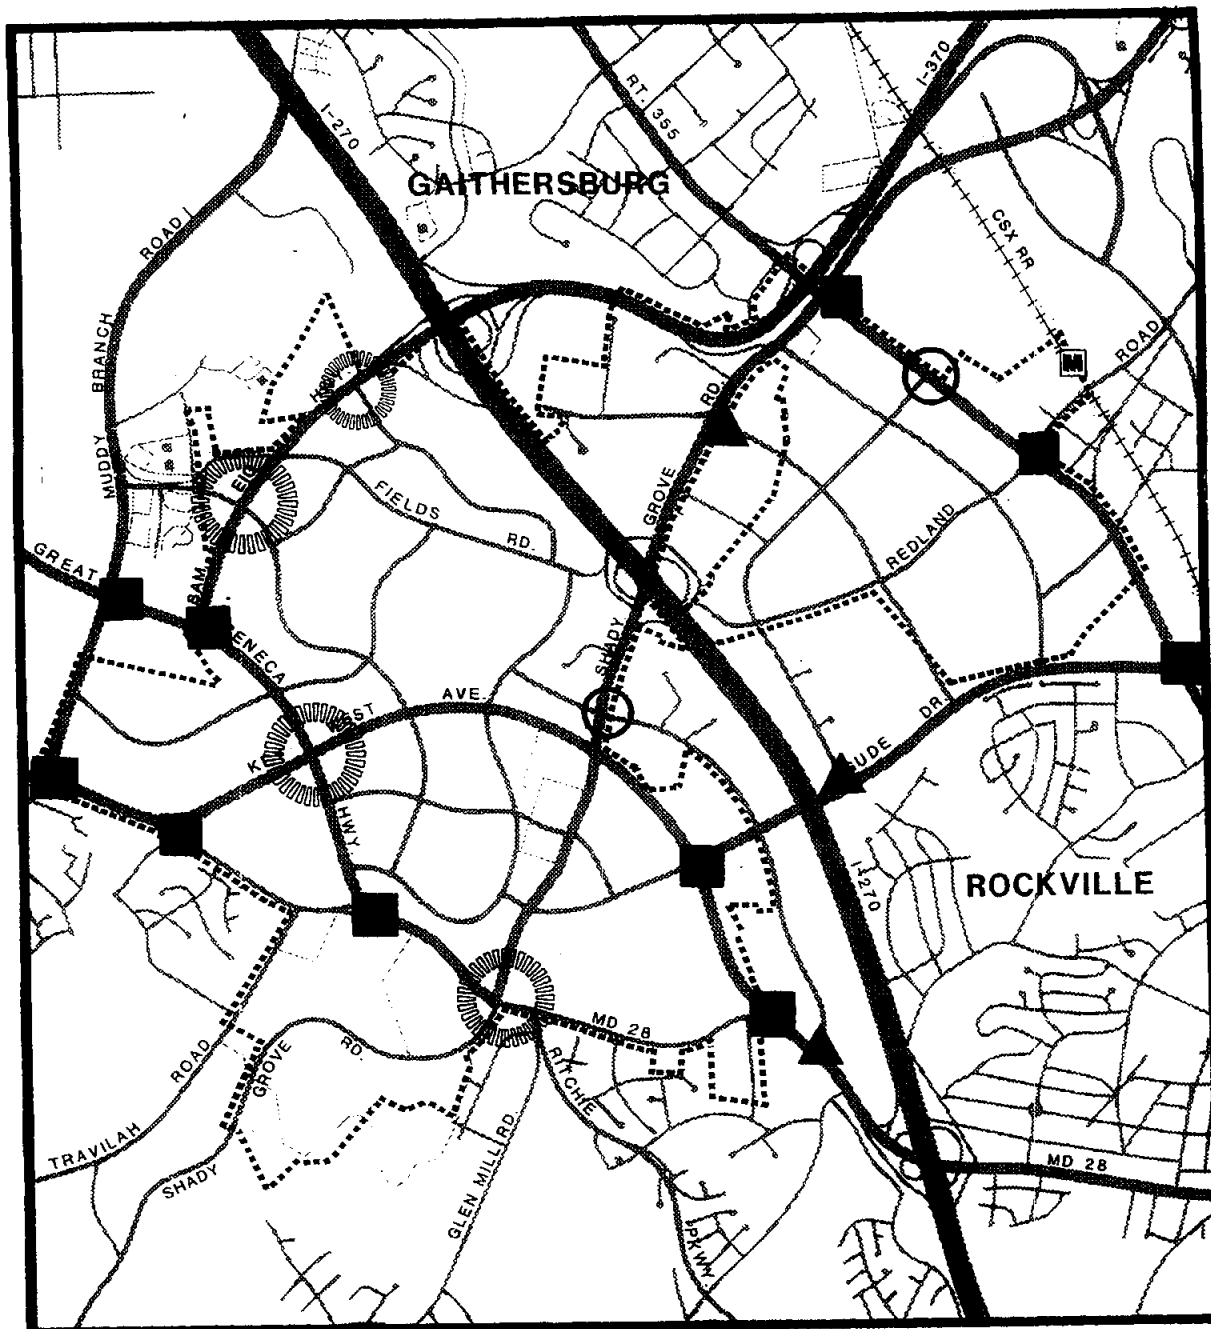 I-370
RT. 355
I-270
GAITHERSBURG
ROAD
CSX RR
BRANCH
ROAD
M
RD.
MUDDY
GROVE
FIELDS
RD.
REDLAND
GREAT
SAM
ENECA
SHADY
AVE.
DR.
GUDE
HWY.
I-270
ROCKVILLE
MD 28
RD.
GROVE
ROAD
RITCHIE
TRAVILAH
SHADY
GLEN MILL RD.
MD 28
PKWY.